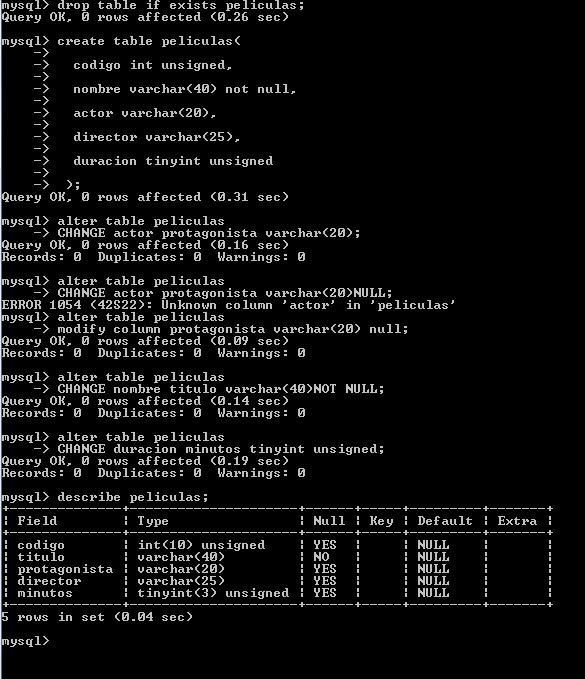 mysql> drop table if exists peliculas;
Query OK, 0 rows affected (0.26 sec)
mysql> create table peliculas(
    ->
    ->   codigo int unsigned,
    ->
    ->   nombre varchar(40) not null,
    ->
    ->   actor varchar(20),
    ->
    ->   director varchar(25),
    ->
    ->   duracion tinyint unsigned
    ->
    ->  );
Query OK, 0 rows affected (0.31 sec)
mysql> alter table peliculas
    -> CHANGE actor protagonista varchar(20);
Query OK, 0 rows affected (0.16 sec)
Records: 0  Duplicates: 0  Warnings: 0
mysql> alter table peliculas
    -> CHANGE actor protagonista varchar(20)NULL;
ERROR 1054 (42S22): Unknown column 'actor' in 'peliculas'
mysql> alter table peliculas
    -> modify column protagonista varchar(20) null;
Query OK, 0 rows affected (0.09 sec)
Records: 0  Duplicates: 0  Warnings: 0
mysql> alter table peliculas
    -> CHANGE nombre titulo varchar(40)NOT NULL;
Query OK, 0 rows affected (0.14 sec)
Records: 0  Duplicates: 0  Warnings: 0
mysql> alter table peliculas
    -> CHANGE duracion minutos tinyint unsigned;
Query OK, 0 rows affected (0.19 sec)
Records: 0  Duplicates: 0  Warnings: 0
mysql> describe peliculas;
+--------------+---------------------+------+-----+---------+-------+
| Field        | Type                | Null | Key | Default | Extra |
+--------------+---------------------+------+-----+---------+-------+
| codigo       | int(10) unsigned    | YES  |     | NULL    |       |
| titulo       | varchar(40)         | NO   |     | NULL    |       |
| protagonista | varchar(20)         | YES  |     | NULL    |       |
| director     | varchar(25)         | YES  |     | NULL    |       |
| minutos      | tinyint(3) unsigned | YES  |     | NULL    |       |
+--------------+---------------------+------+-----+---------+-------+
5 rows in set (0.04 sec)
mysql>